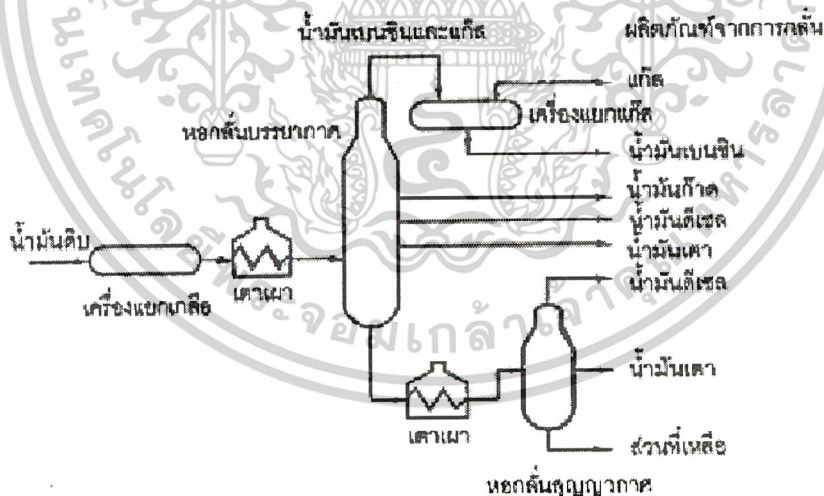 น้ำมันเบนซินและแก๊ส
ผลิตภัณฑ์จากการกลั่น
แก๊ส
เครื่องแยกแก๊ส
หอกลั่นบรรยากาศ
น้ำมันเบนซิน
น้ำมันก๊าด
น้ำมันดีเซล
น้ำมันเตา
น้ำมันดิบ
เครื่องแยกเกลือ
เตาเผา
น้ำมันดีเซล
น้ำมันเตา
เตาเผา
ส่วนที่เหลือ
หอกลั่นสุญญากาศ